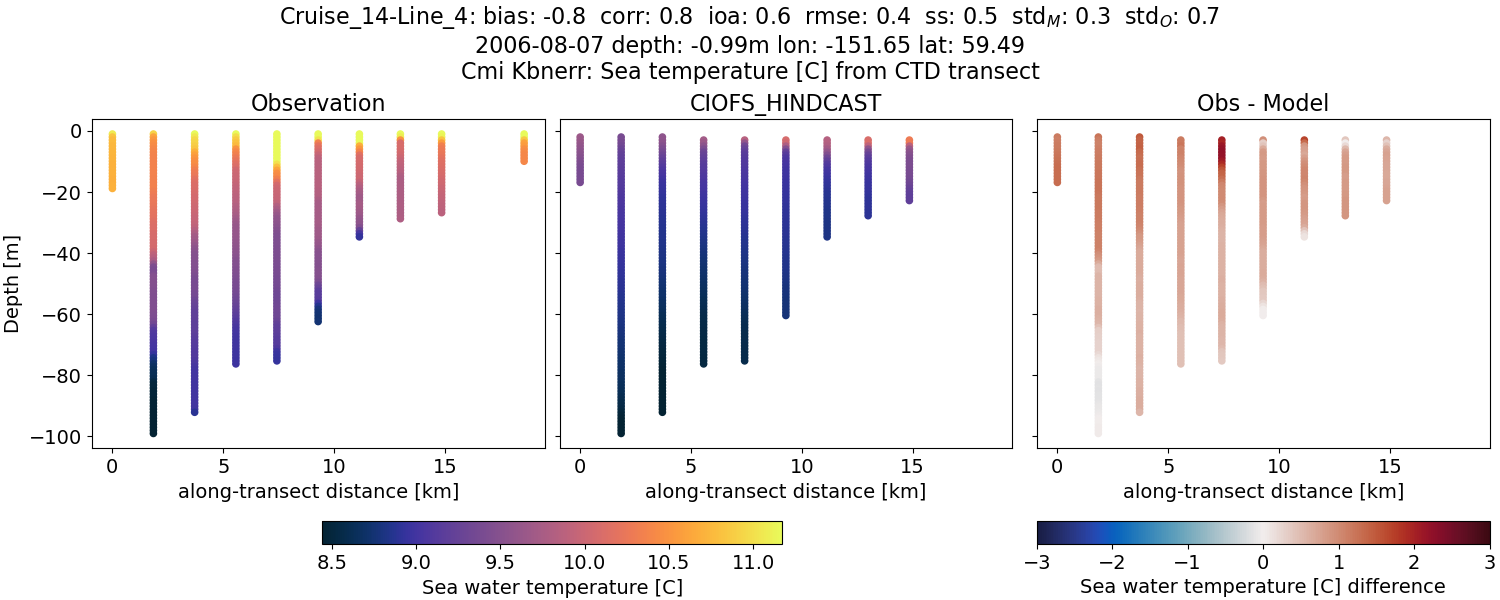 Cruise_14-Line_4: bias: -0.8  corr: 0.8  ioa: 0.6  rmse: 0.4  ss: 0.5  std_M: 0.3  std_O: 0.7
2006-08-07 depth: -0.99m lon: -151.65 lat: 59.49
Cmi Kbnerr: Sea temperature [C] from CTD transect
Observation
CIOFS_HINDCAST
Obs - Model
Depth [m]
0
−20
−40
−60
−80
−100
0 5 10 15
0 5 10 15
0 5 10 15
along-transect distance [km]
along-transect distance [km]
along-transect distance [km]
8.5 9.0 9.5 10.0 10.5 11.0
Sea water temperature [C]
−3 −2 −1 0 1 2 3
Sea water temperature [C] difference